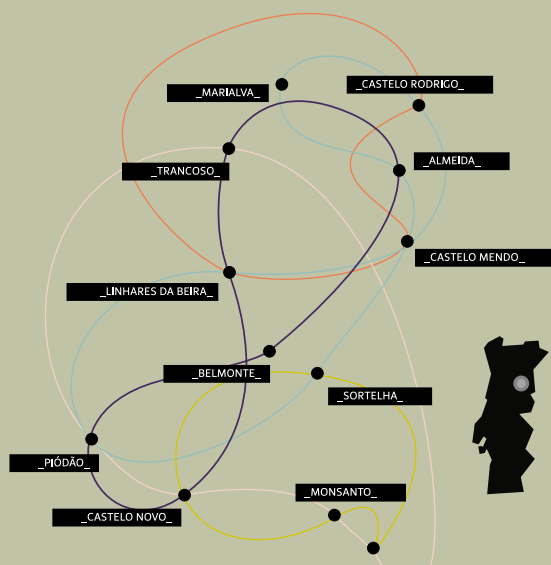 _MARIALVA_
_CASTELO RODRIGO_
_TRANCOSO_
_ALMEIDA_
_CASTELO MENDO_
_LINHARES DA BEIRA_
_BELMONTE_
_SORTELHA_
_PIÓDÃO_
_MONSANTO_
_CASTELO NOVO_